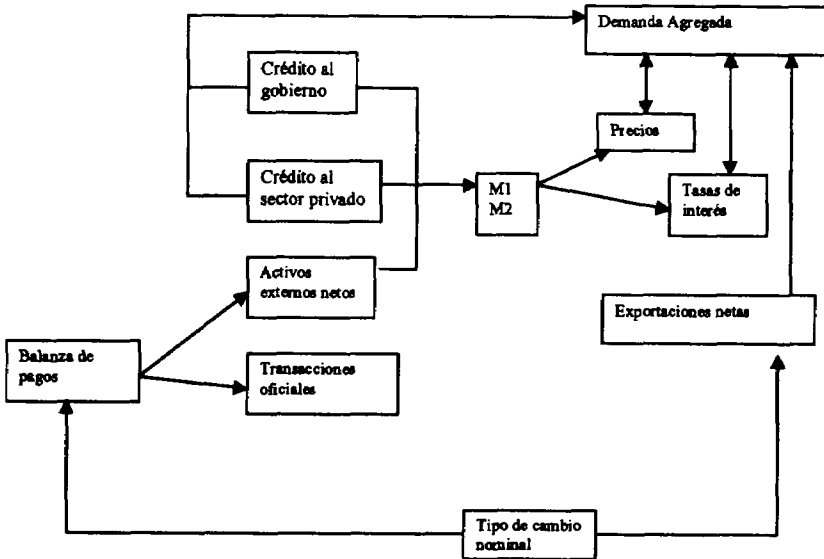 Demanda Agregada
Crédito al
gobierno
Precios
Crédito al
sector privado
M1
M2
Tasas de
interés
Activos
externos netos
Exportaciones netas
Balanza de
pagos
Transacciones
oficiales
Tipo de cambio
nominal